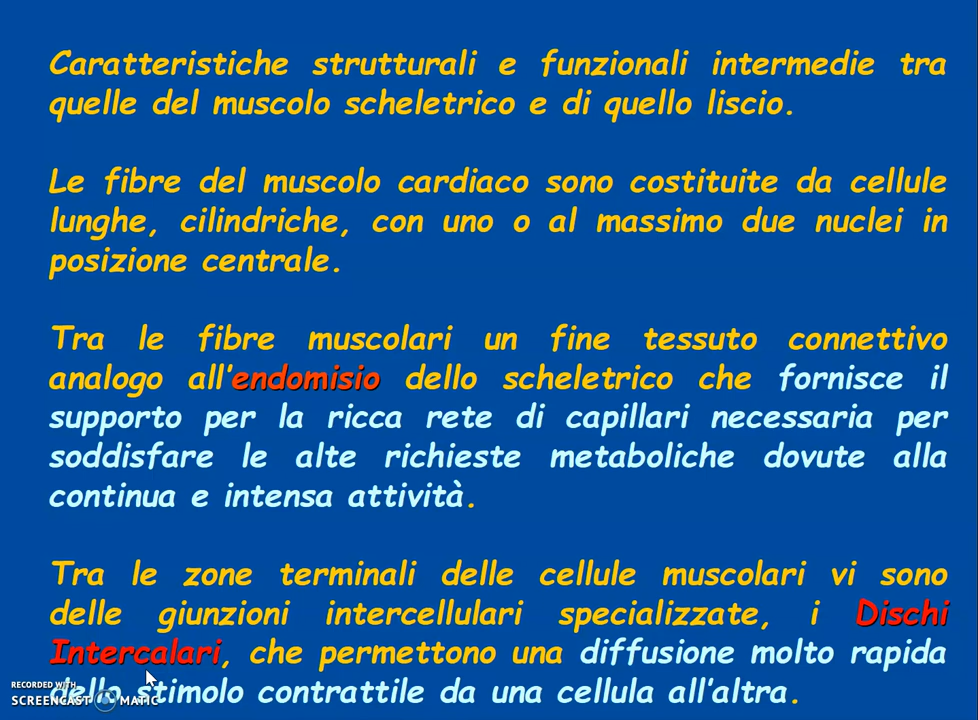 Caratteristiche strutturali e funzionali intermedie tra
quelle del muscolo scheletrico e di quello liscio.
Le fibre del muscolo cardiaco sono costituite da cellule
lunghe, cilindriche, con uno o al massimo due nuclei in
posizione centrale.
Tra le fibre muscolari un fine tessuto connettivo
analogo all'endomisio dello scheletrico che fornisce il
supporto per la ricca rete di capillari necessaria per
soddisfare le alte richieste metaboliche dovute alla
continua e intensa attività.
Tra le zone terminali delle cellule muscolari vi sono
delle giunzioni intercellulari specializzate, i Dischi
Intercalari, che permettono una diffusione molto rapida
dello stimolo contrattile da una cellula all'altra.
RECORDED WITH
SCREENCAST MATIC